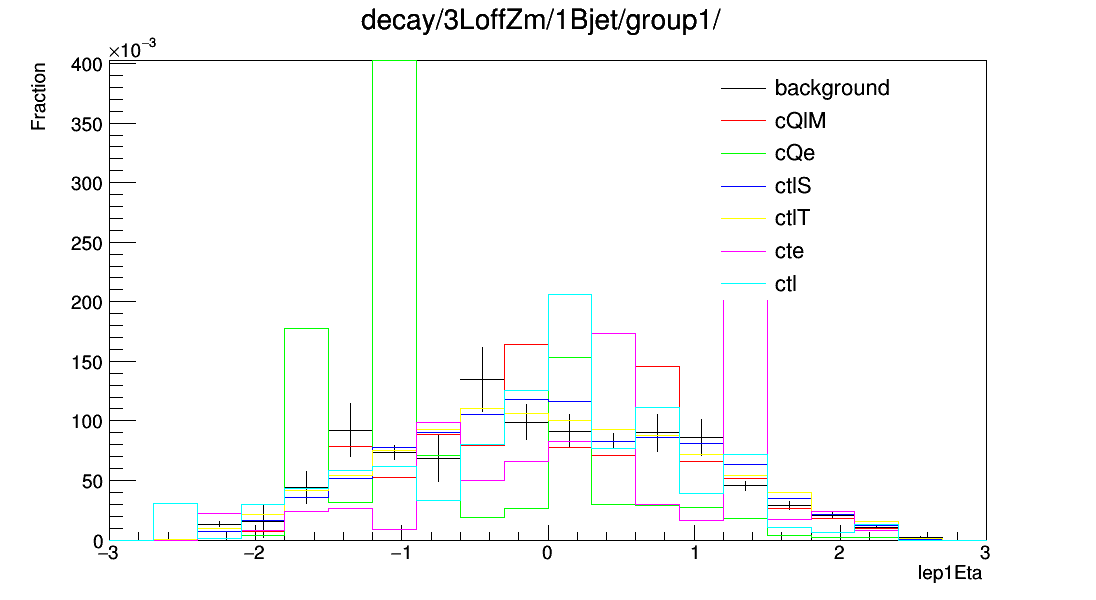 decay/3LoffZm/1Bjet/group1/
×10−3
Fraction
400
350
300
250
200
150
100
50
0
background
cQlM
cQe
ctlS
ctlT
cte
ctl
−3 −2 −1 0 1 2 3
lep1Eta